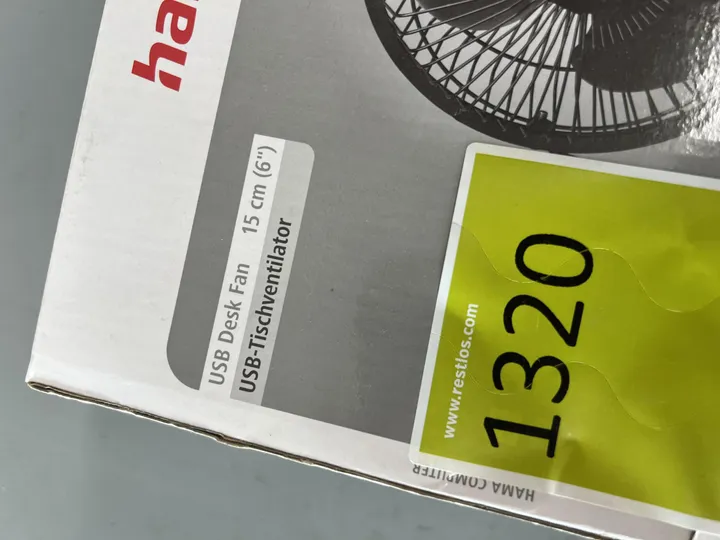 USB Desk Fan 15 cm (6")
USB-Tischventilator
www.restlos.com
1320
HAMA COMPUTER